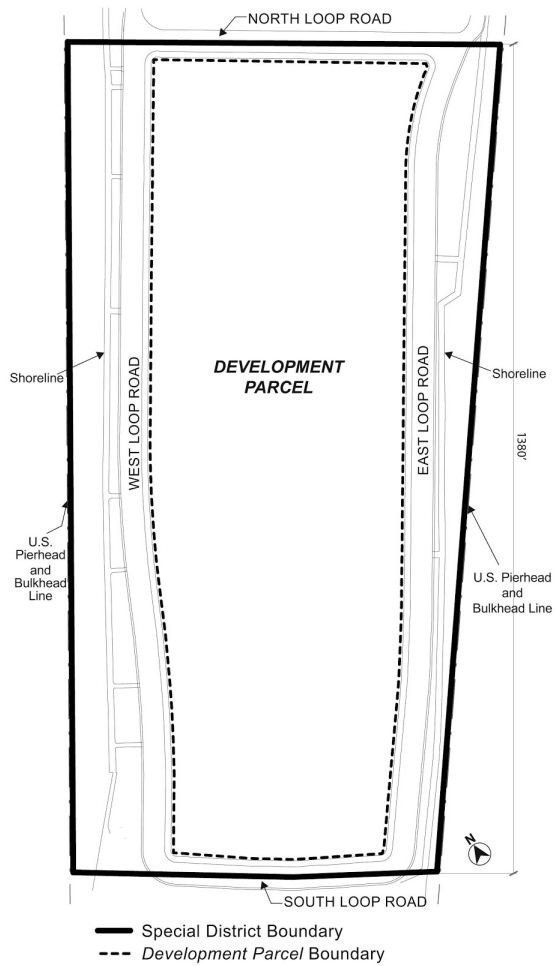 NORTH LOOP ROAD
DEVELOPMENT
PARCEL
WEST LOOP ROAD
EAST LOOP ROAD
Shoreline
Shoreline
1380'
U.S.
Pierhead
and
Bulkhead
Line
U.S. Pierhead
and
Bulkhead Line
N
SOUTH LOOP ROAD
Special District Boundary
Development Parcel Boundary